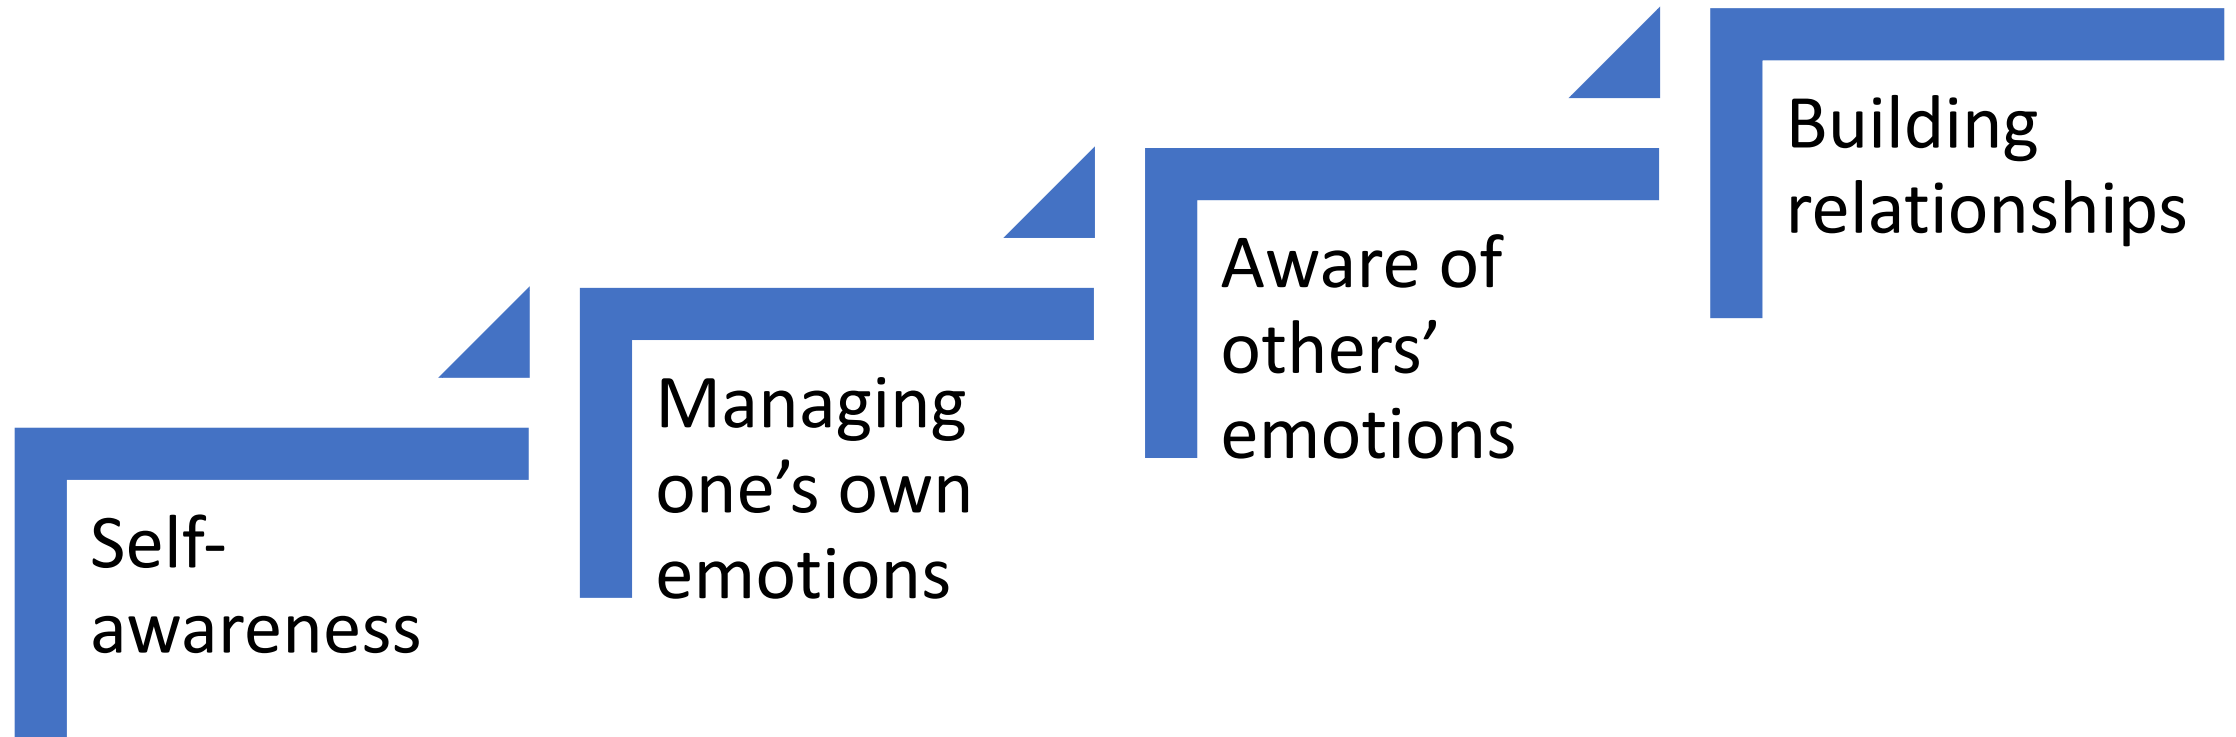 Self-
awareness
Managing
one’s own
emotions
Aware of
others’
emotions
Building
relationships